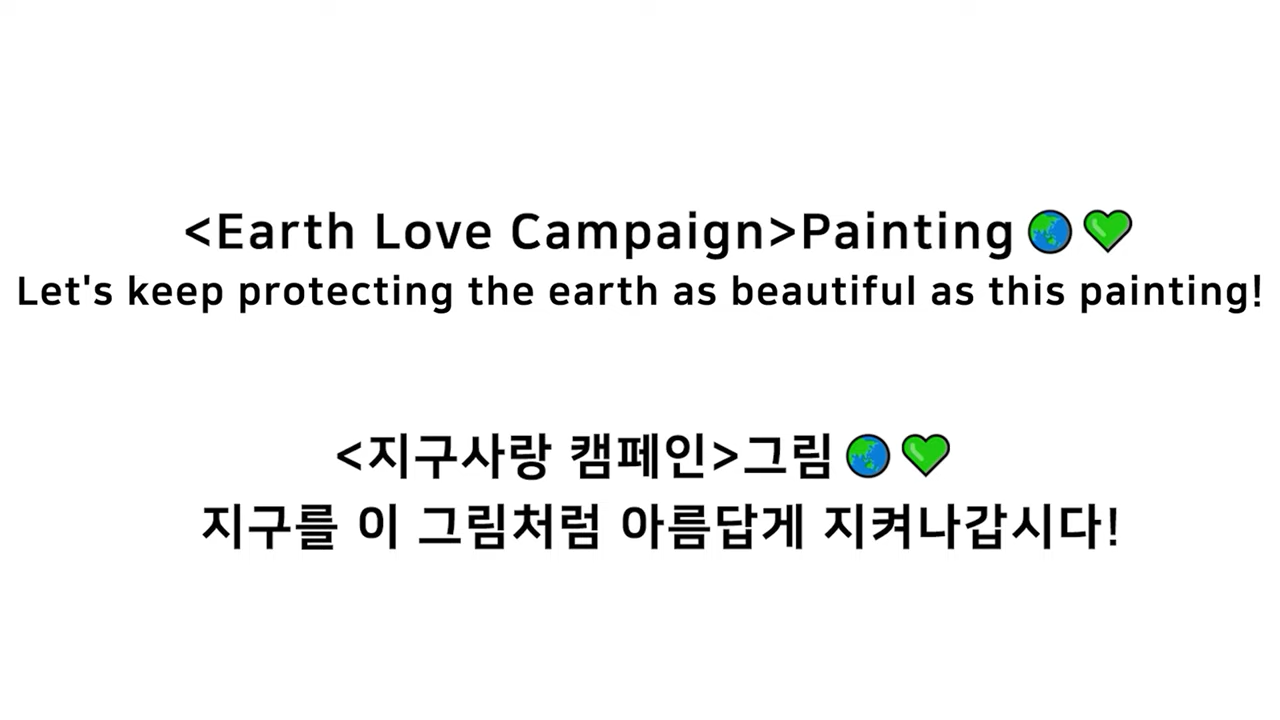 <Earth Love Campaign>Painting🌏💚
Let's keep protecting the earth as beautiful as this painting!
<지구사랑 캠페인>그림🌏💚
지구를 이 그림처럼 아름답게 지켜나갑시다!